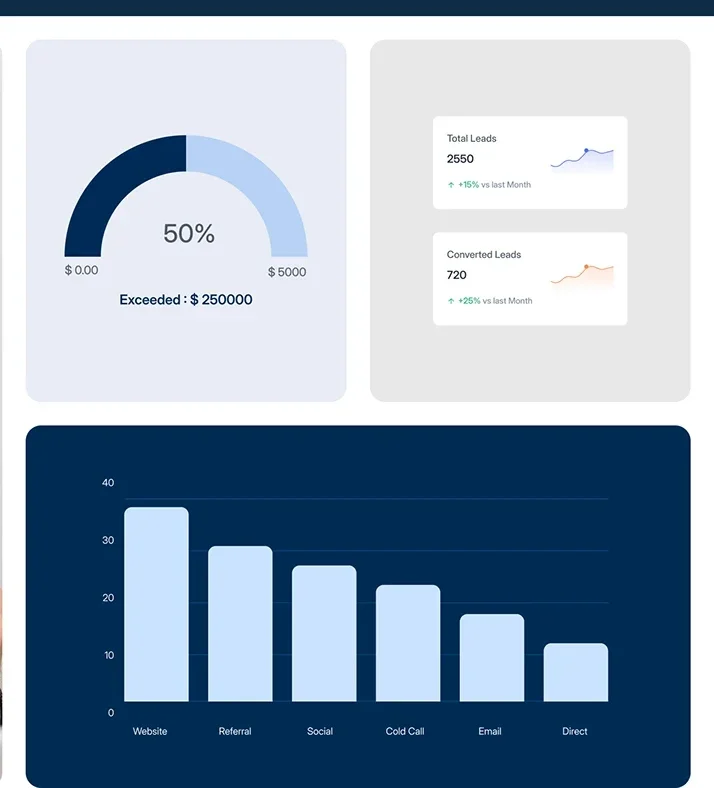 50%
$ 0.00
$ 5000
Exceeded : $ 250000
Total Leads
2550
↑ +15% vs last Month
Converted Leads
720
↑ +25% vs last Month
40
30
20
10
0
Website Referral Social Cold Call Email Direct